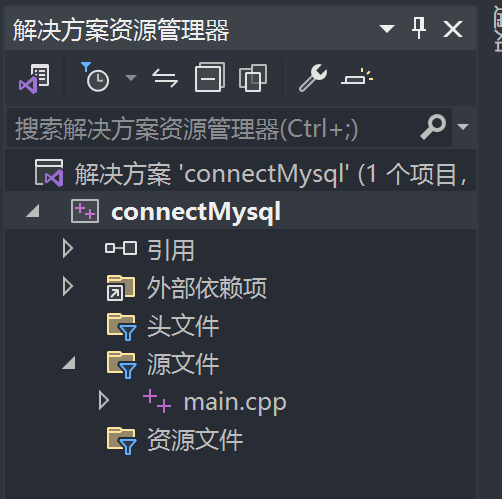 解决方案资源管理器
搜索解决方案资源管理器(Ctrl+;)
解决方案 'connectMysql' (1 个项目，
connectMysql
引用
外部依赖项
头文件
源文件
main.cpp
资源文件